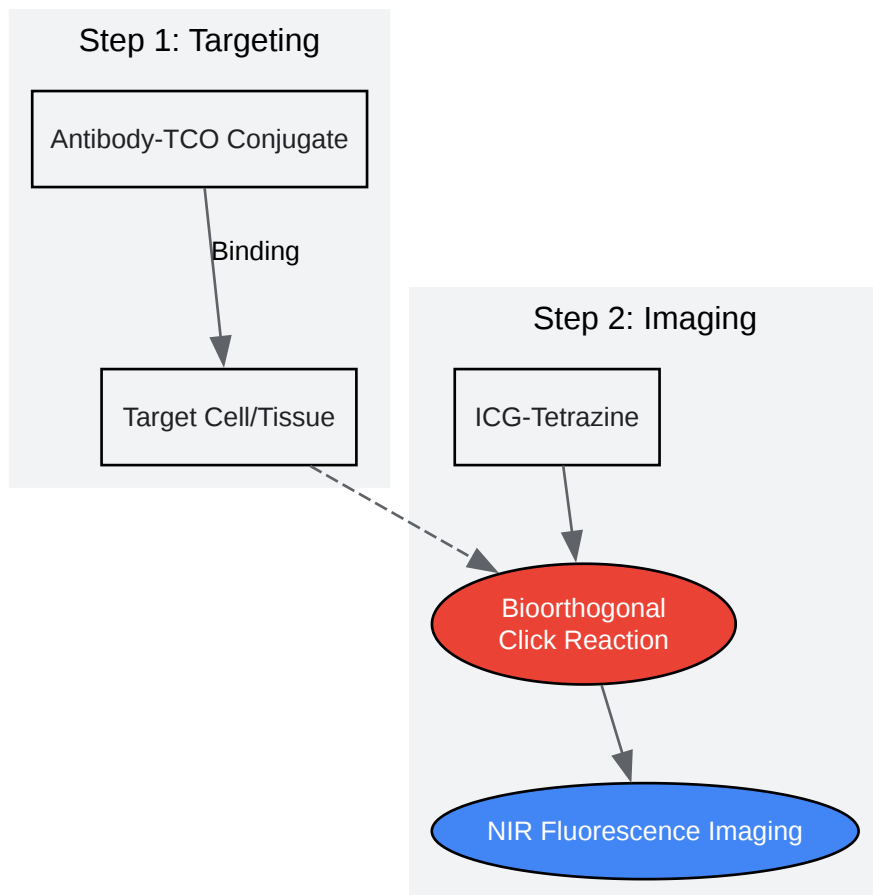 Step 1: Targeting
Antibody-TCO Conjugate
Binding
Target Cell/Tissue
Step 2: Imaging
ICG-Tetrazine
Bioorthogonal
Click Reaction
NIR Fluorescence Imaging